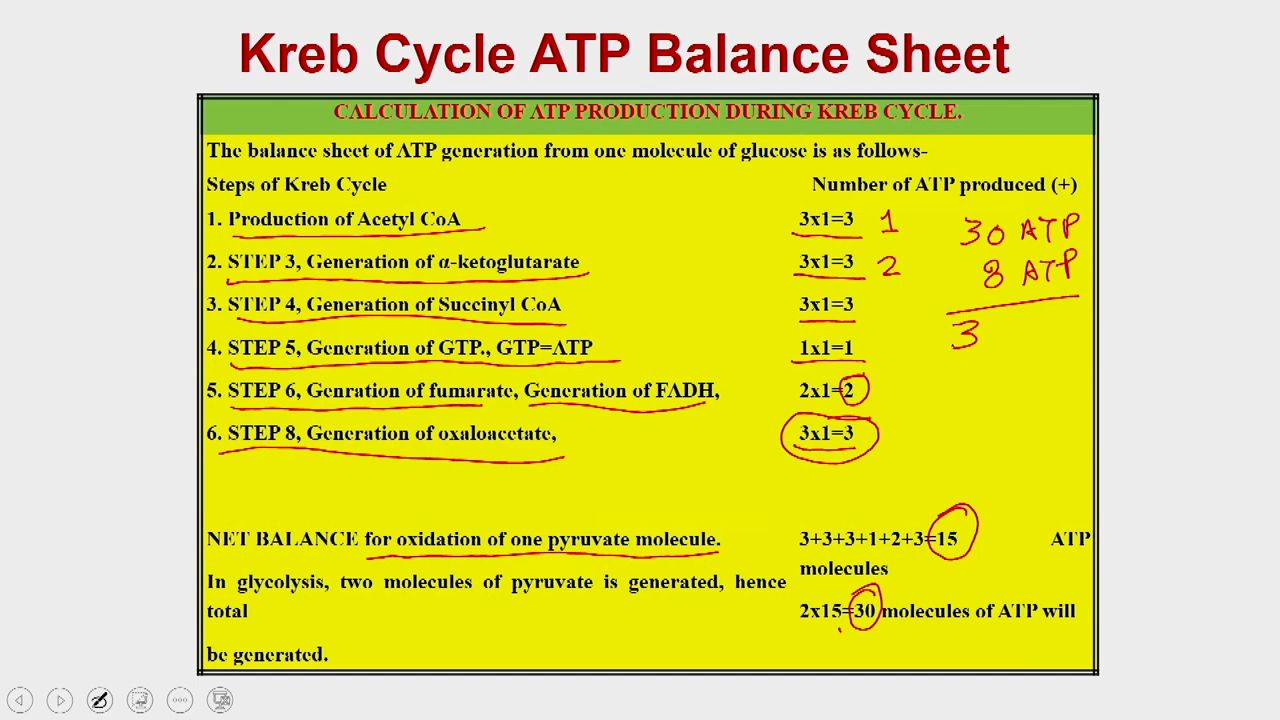 Kreb Cycle ATP Balance Sheet
CALCULATION OF ATP PRODUCTION DURING KREB CYCLE.
The balance sheet of ATP generation from one molecule of glucose is as follows-
Steps of Kreb Cycle Number of ATP produced (+)
1. Production of Acetyl CoA 3x1=3 1 30 ATP
2. STEP 3, Generation of α-ketoglutarate 3x1=3 2 8 ATP
3. STEP 4, Generation of Succinyl CoA 3x1=3 3
4. STEP 5, Generation of GTP., GTP=ATP 1x1=1
5. STEP 6, Genration of fumarate, Generation of FADH, 2x1=2
6. STEP 8, Generation of oxaloacetate, 3x1=3
NET BALANCE for oxidation of one pyruvate molecule. 3+3+3+1+2+3=15 ATP
molecules
In glycolysis, two molecules of pyruvate is generated, hence
total 2x15=30 molecules of ATP will
be generated.